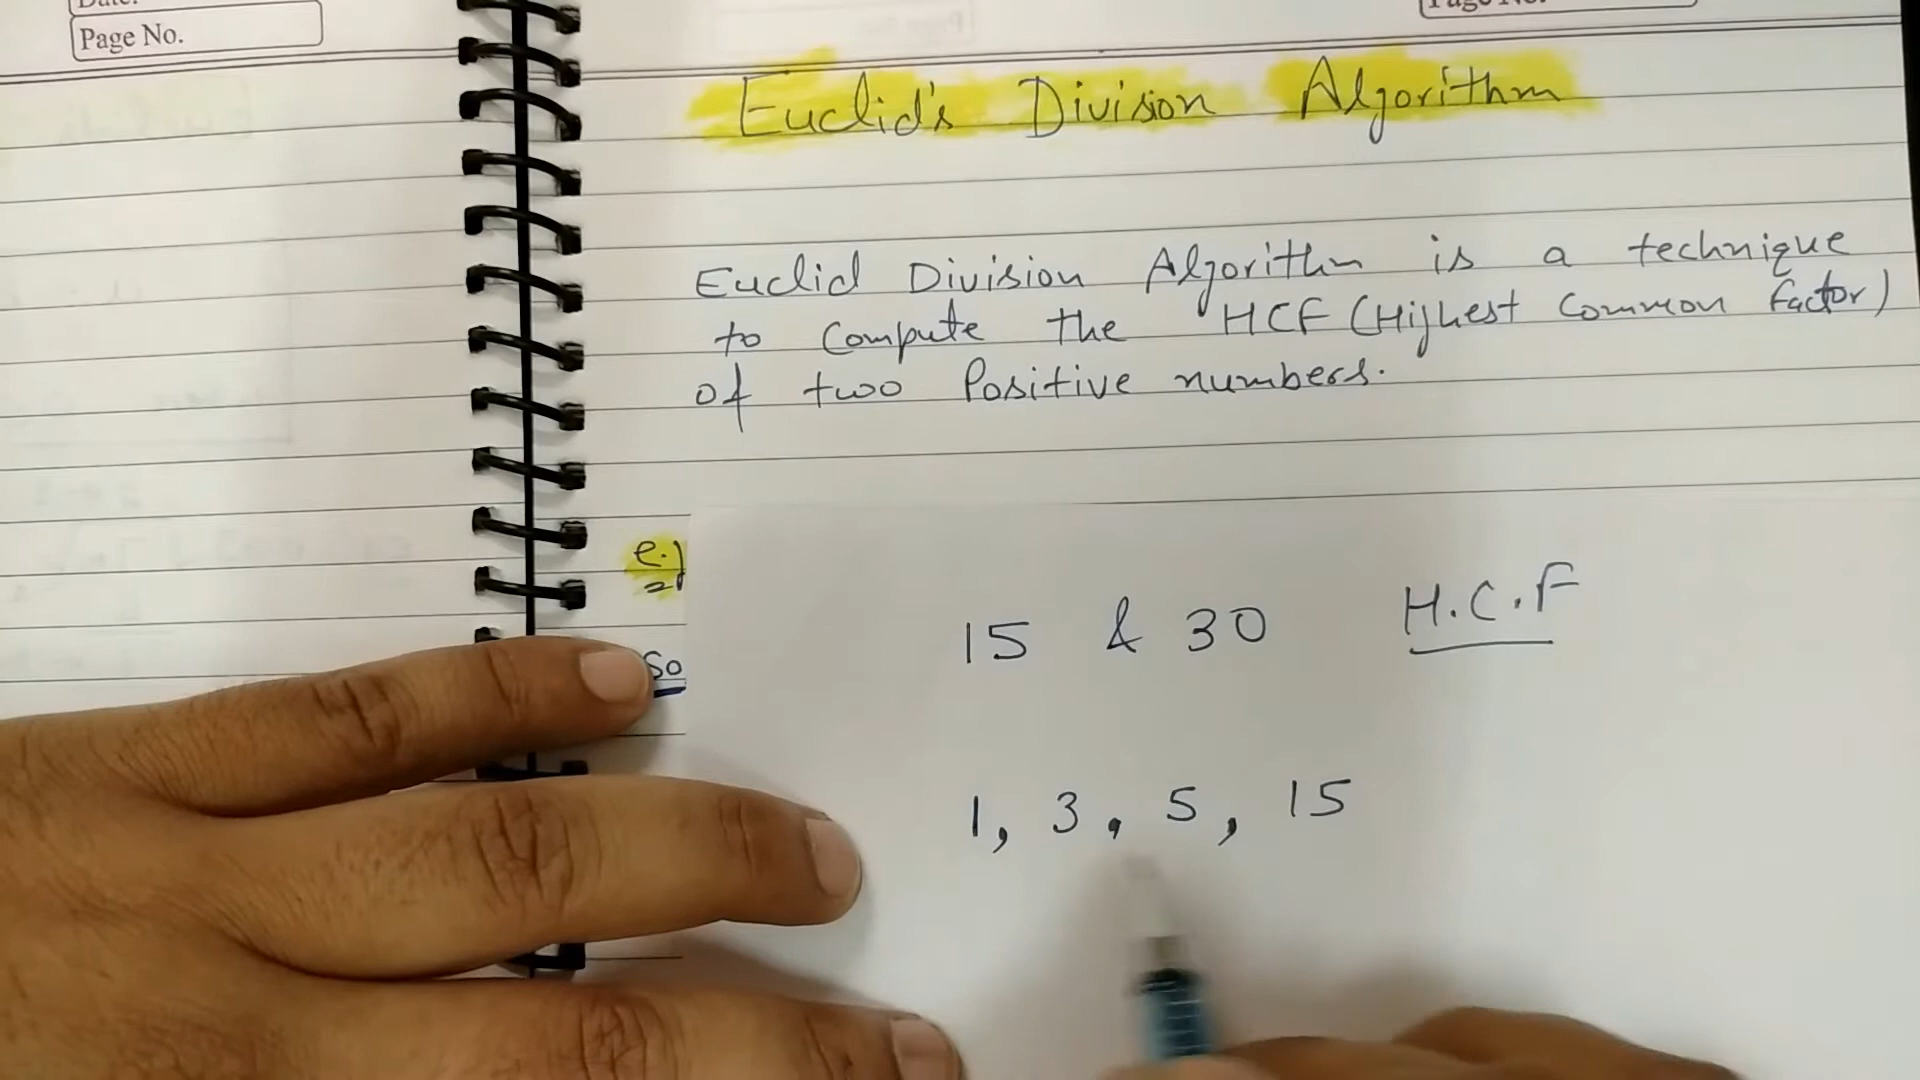 Page No.
Euclid's Division Algorithm
Euclid Division Algorithm is a technique
to Compute the HCF (Highest Common Factor)
of two Positive numbers.
e.g
15 & 30 H.C.F
So
1, 3, 5, 15